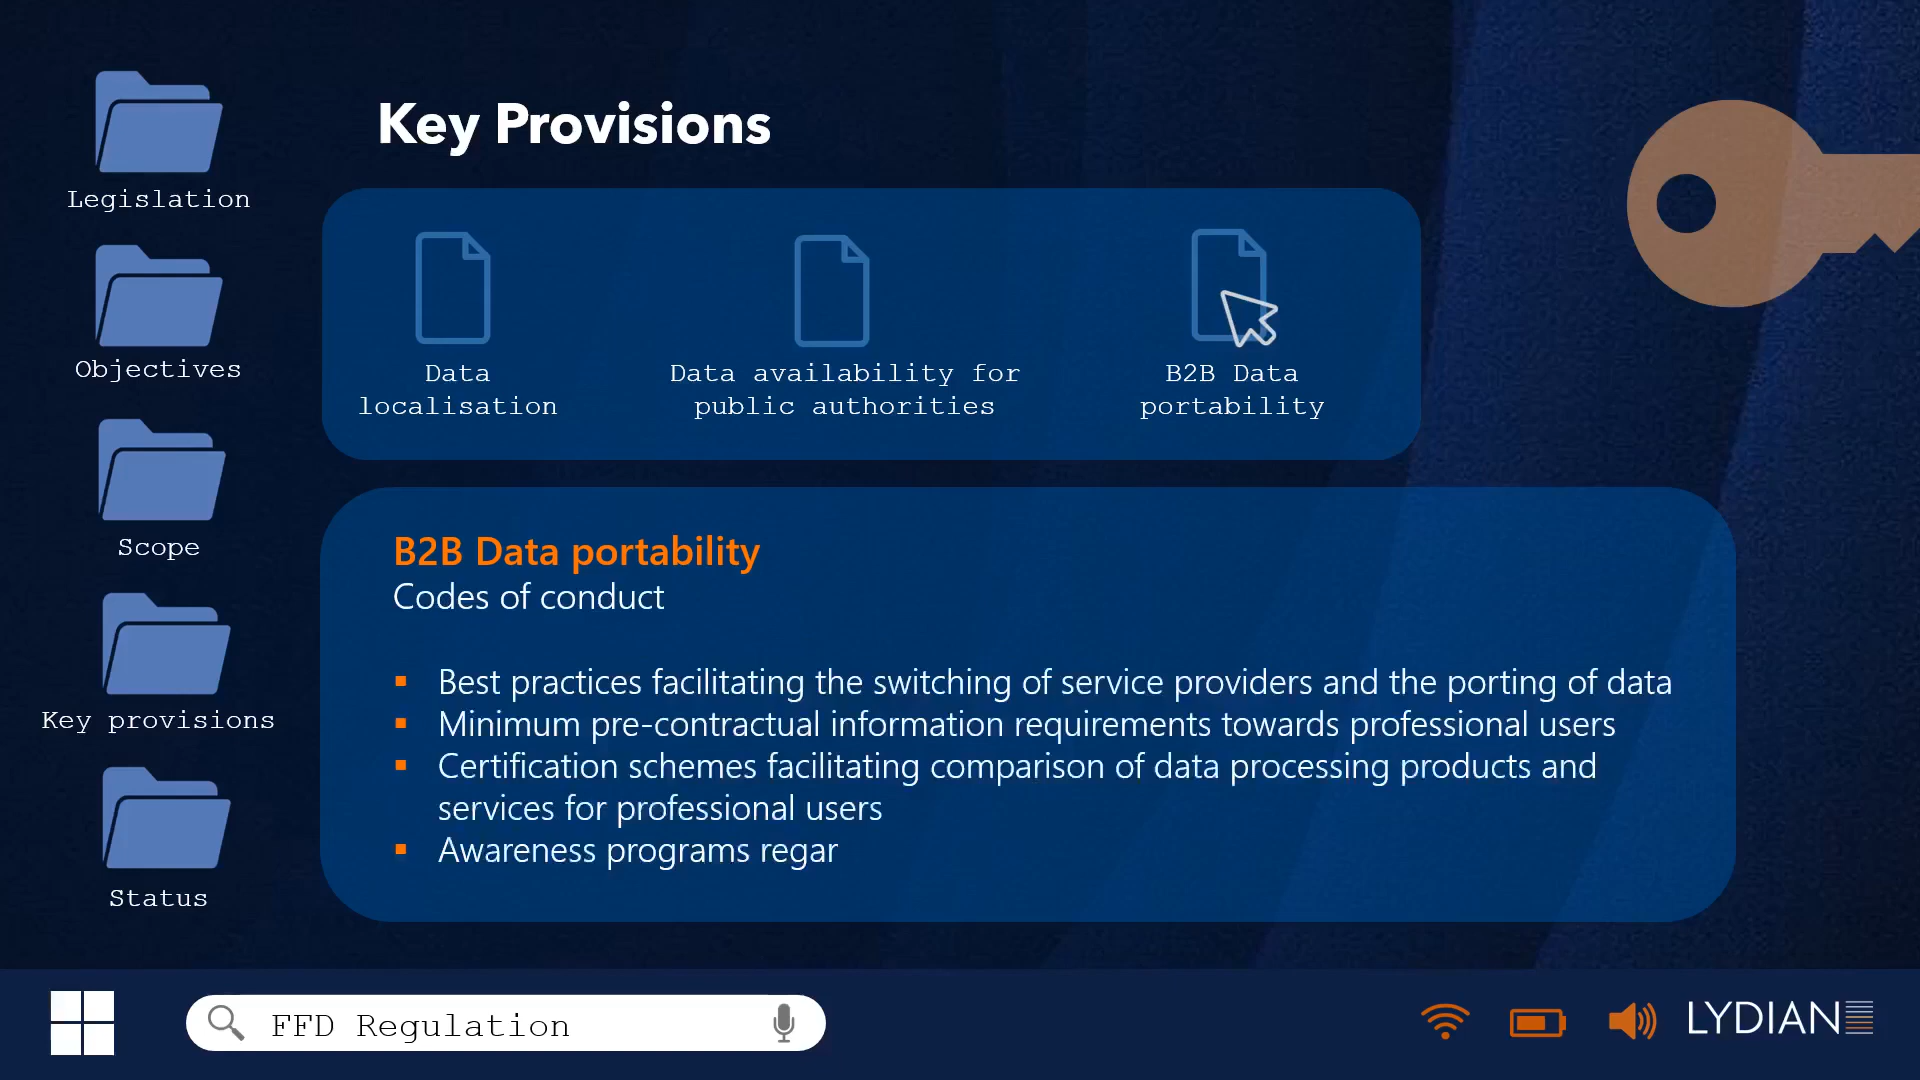 Key Provisions
Legislation
Objectives
Scope
Key provisions
Status
Data
localisation
Data availability for
public authorities
B2B Data
portability
B2B Data portability
Codes of conduct
Best practices facilitating the switching of service providers and the porting of data
Minimum pre-contractual information requirements towards professional users
Certification schemes facilitating comparison of data processing products and
services for professional users
Awareness programs regar
FFD Regulation
LYDIAN